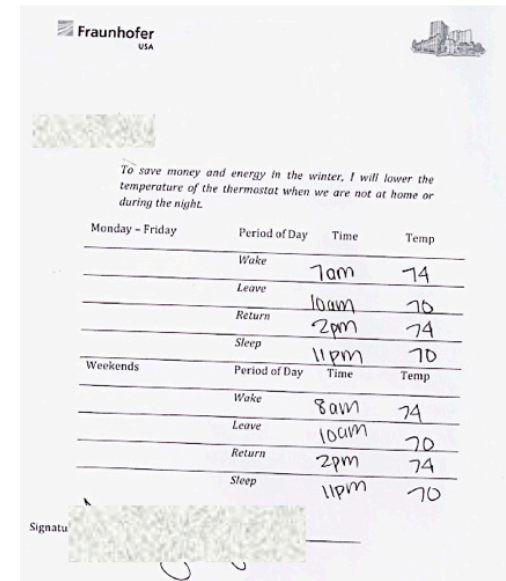 Fraunhofer
USA
To save money and energy in the winter, I will lower the
temperature of the thermostat when we are not at home or
during the night.
Monday – Friday Period of Day Time Temp
Wake 7am 74
Leave 10am 70
Return 2pm 74
Sleep 11pm 70
Weekends Period of Day Time Temp
Wake 8am 74
Leave 10am 70
Return 2pm 74
Sleep 11pm 70
Signatu